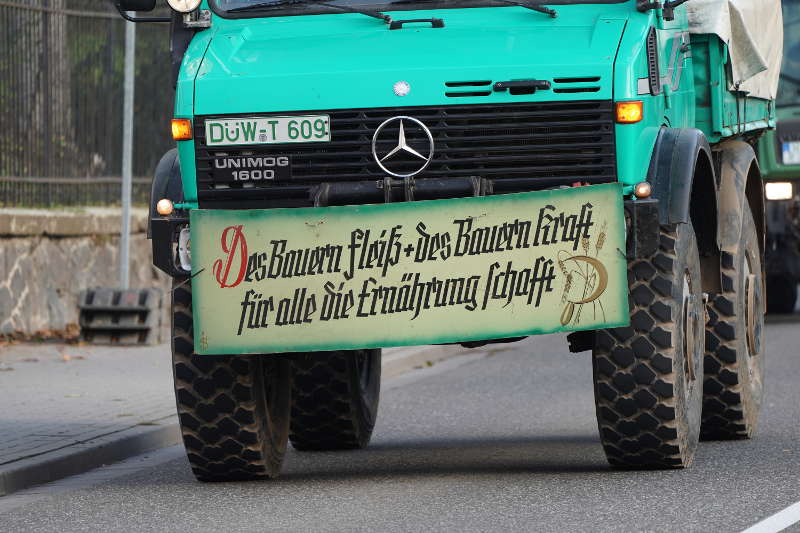 DÜW-T 609
UNIMOG
1600
Des Bauern fleiß + des Bauern Kraft
für alle die Ernährung schafft